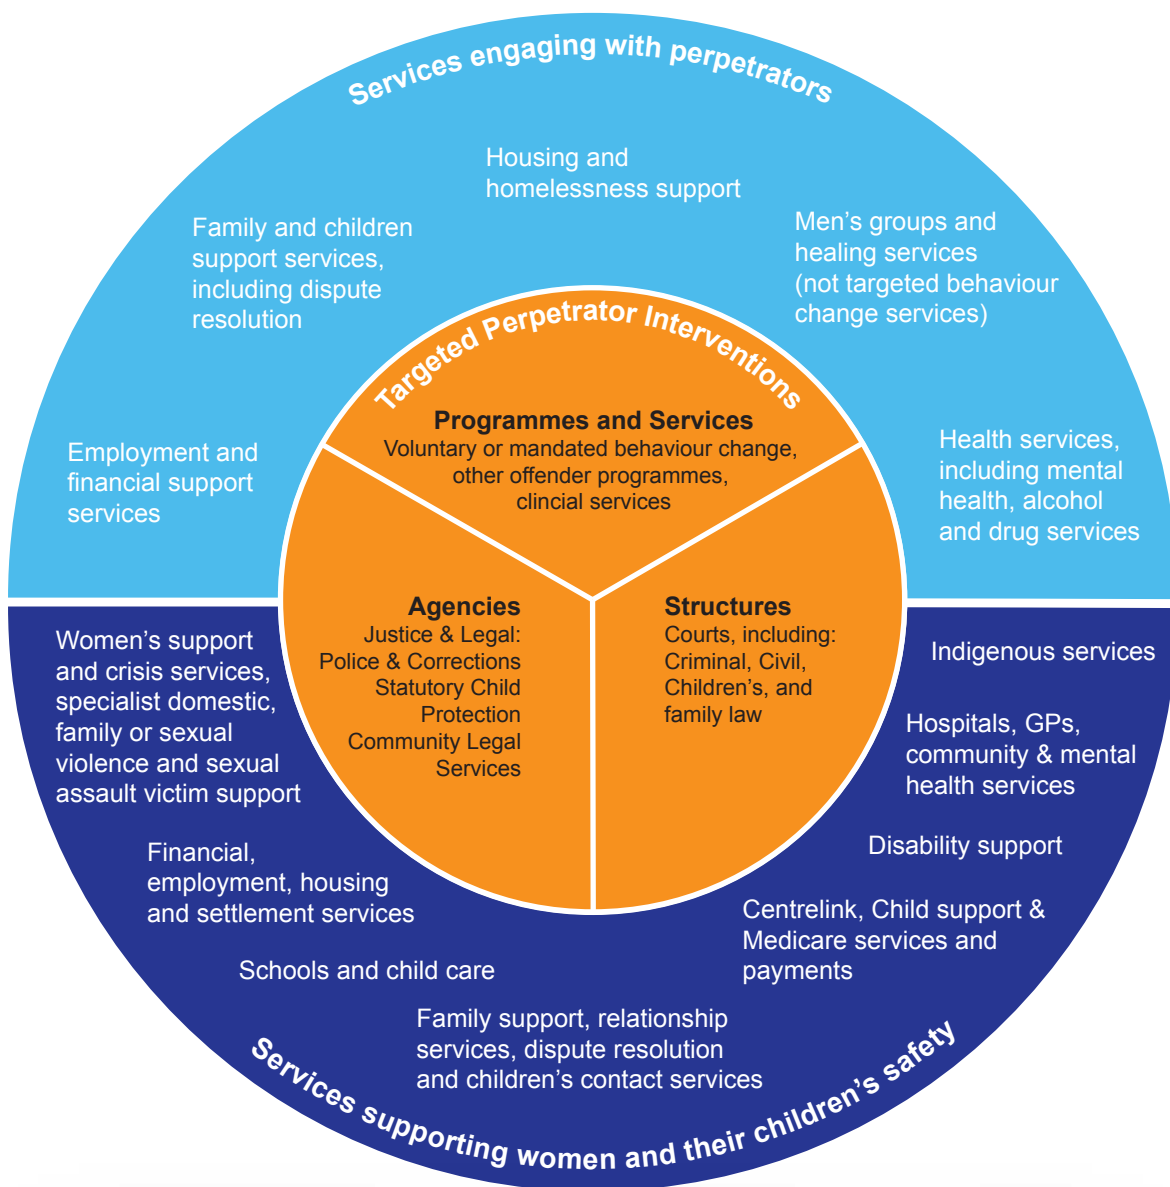 Services engaging with perpetrators
Housing and
homelessness support
Family and children
support services,
including dispute
resolution
Men’s groups and
healing services
(not targeted behaviour
change services)
Employment and
financial support
services
Health services,
including mental
health, alcohol
and drug services
Targeted Perpetrator Interventions
Programmes and Services
Voluntary or mandated behaviour change,
other offender programmes,
clincial services
Agencies
Justice & Legal:
Police & Corrections
Statutory Child
Protection
Community Legal
Services
Structures
Courts, including:
Criminal, Civil,
Children’s, and
family law
Women’s support
and crisis services,
specialist domestic,
family or sexual
violence and sexual
assault victim support
Financial,
employment, housing
and settlement services
Schools and child care
Family support, relationship
services, dispute resolution
and children’s contact services
Indigenous services
Hospitals, GPs,
community & mental
health services
Disability support
Centrelink, Child support &
Medicare services and
payments
Services supporting women and their children’s safety